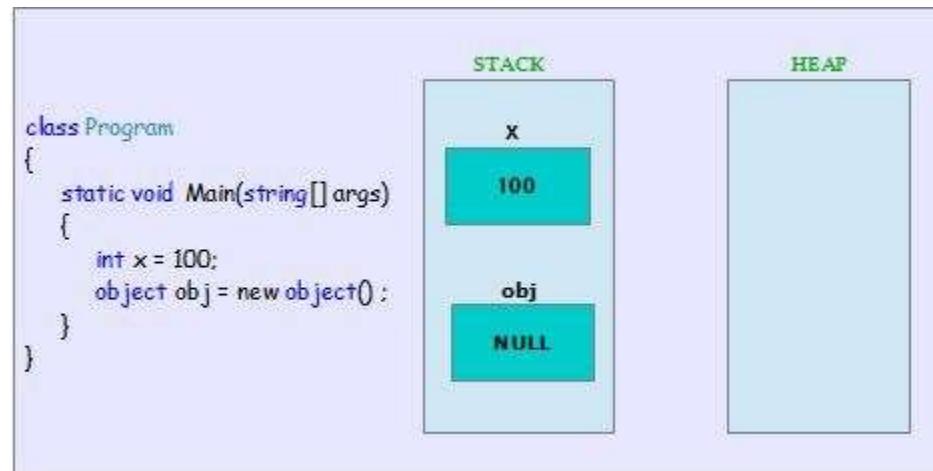 class Program
{
static void Main(string[] args)
{
int x = 100;
object obj = new object() ;
}
}
STACK
x
100
obj
NULL
HEAP